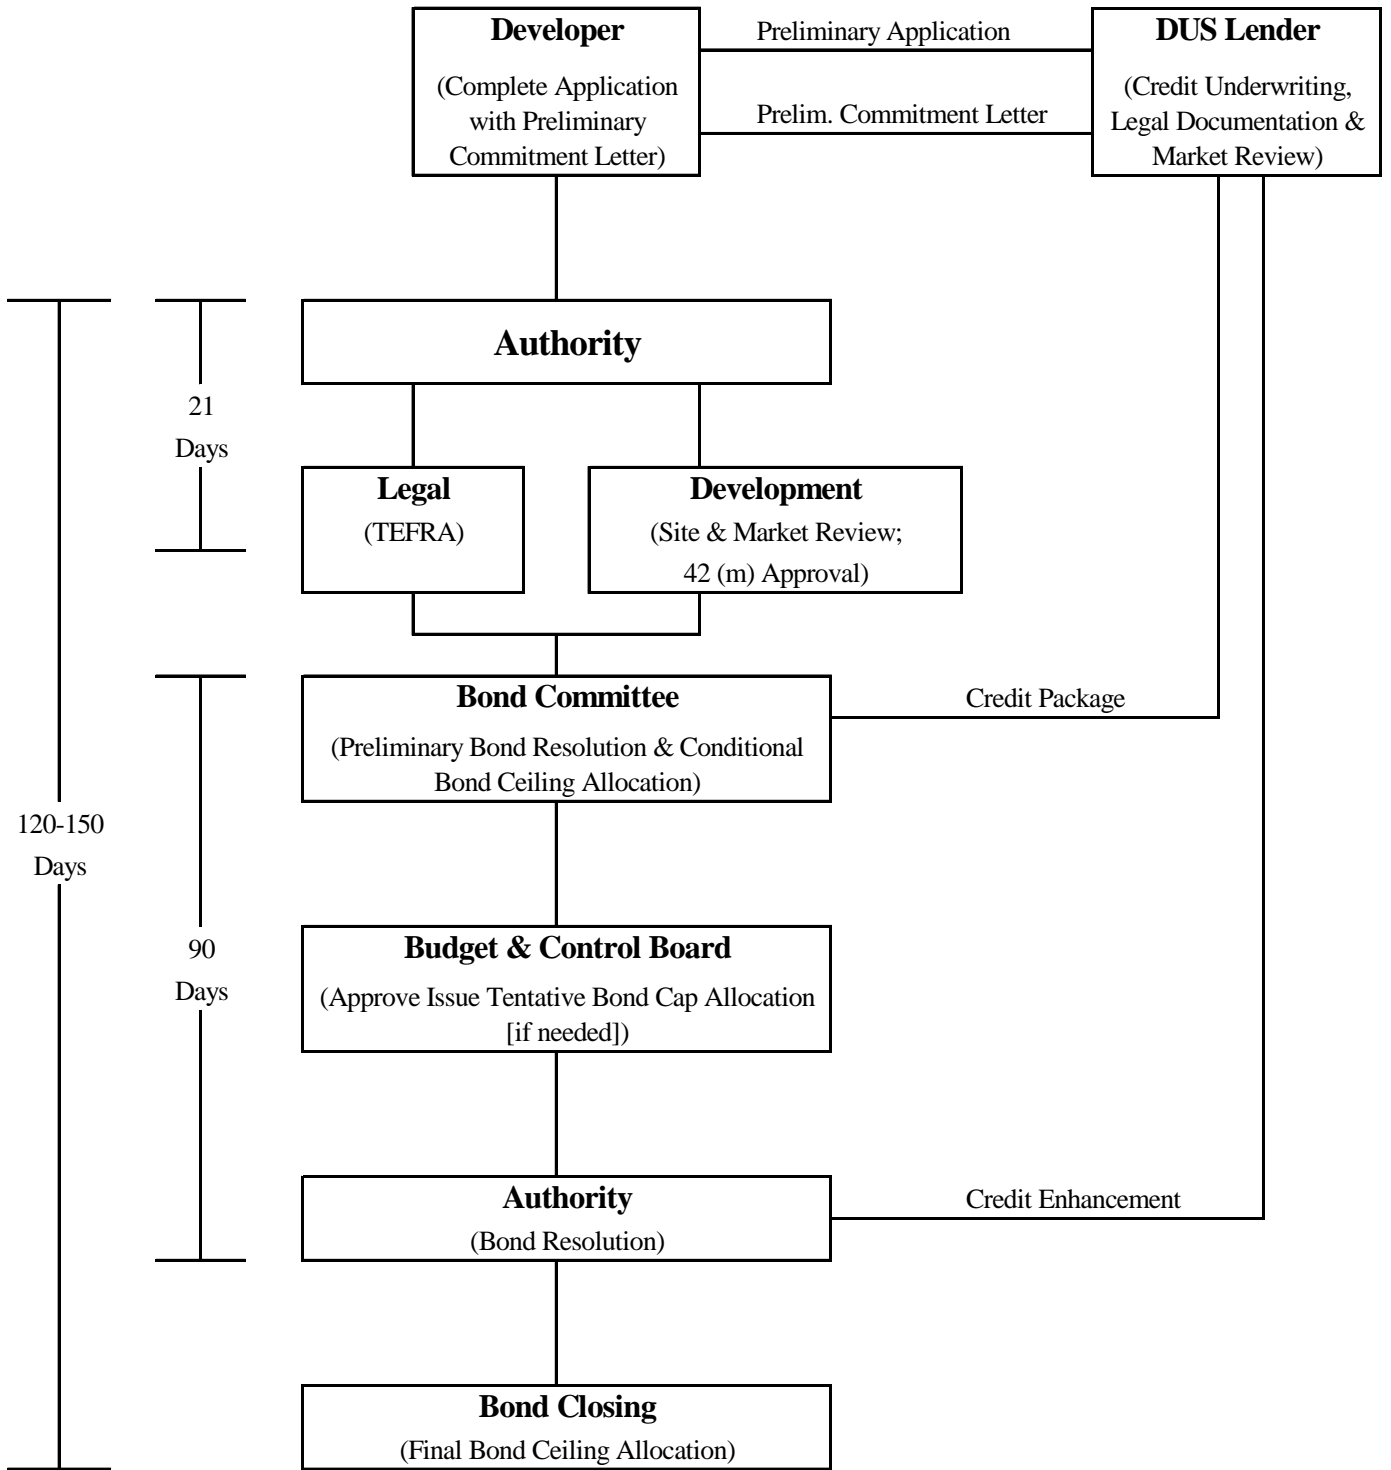 Developer
(Complete Application
with Preliminary
Commitment Letter)
Preliminary Application
Prelim. Commitment Letter
DUS Lender
(Credit Underwriting,
Legal Documentation &
Market Review)
Authority
21
Days
Legal
(TEFRA)
Development
(Site & Market Review;
42 (m) Approval)
Bond Committee
(Preliminary Bond Resolution & Conditional
Bond Ceiling Allocation)
Credit Package
120-150
Days
90
Days
Budget & Control Board
(Approve Issue Tentative Bond Cap Allocation
[if needed])
Authority
(Bond Resolution)
Credit Enhancement
Bond Closing
(Final Bond Ceiling Allocation)